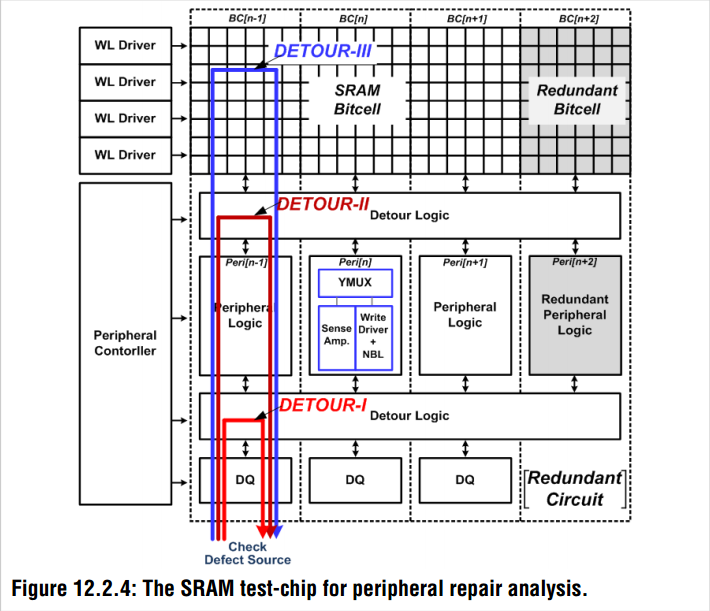 BC[n-1] BC[n] BC[n+1] BC[n+2]
WL Driver
DETOUR-III
WL Driver
SRAM
Bitcell
Redundant
Bitcell
WL Driver
WL Driver
DETOUR-II
Detour Logic
Peri[n-1] Peri[n] Peri[n+1] Peri[n+2]
YMUX
Peripheral
Logic
Sense
Amp.
Write
Driver
+
NBL
Peripheral
Logic
Redundant
Peripheral
Logic
Peripheral
Contorller
DETOUR-I
Detour Logic
DQ DQ DQ
[Redundant
Circuit]
Check
Defect Source
Figure 12.2.4: The SRAM test-chip for peripheral repair analysis.